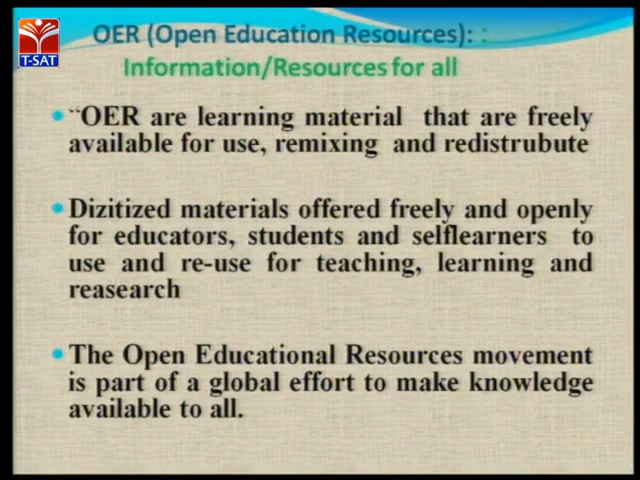 T-SAT
OER (Open Education Resources): :
Information/Resources for all
“OER are learning material that are freely
available for use, remixing and redistrubute
Dizitized materials offered freely and openly
for educators, students and selflearners to
use and re-use for teaching, learning and
reasearch
The Open Educational Resources movement
is part of a global effort to make knowledge
available to all.